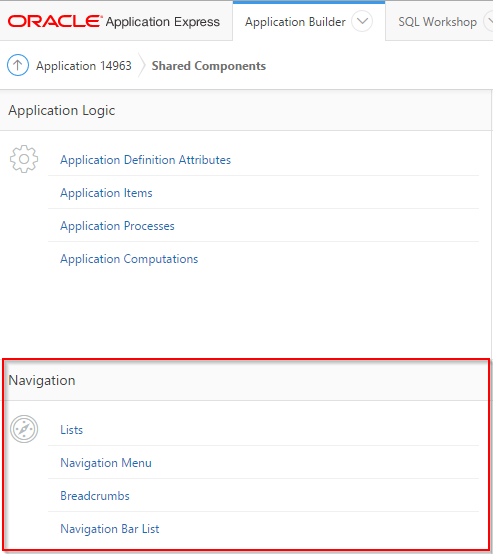 ORACLE Application Express Application Builder SQL Workshop
Application 14963 Shared Components
Application Logic
Application Definition Attributes
Application Items
Application Processes
Application Computations
Navigation
Lists
Navigation Menu
Breadcrumbs
Navigation Bar List